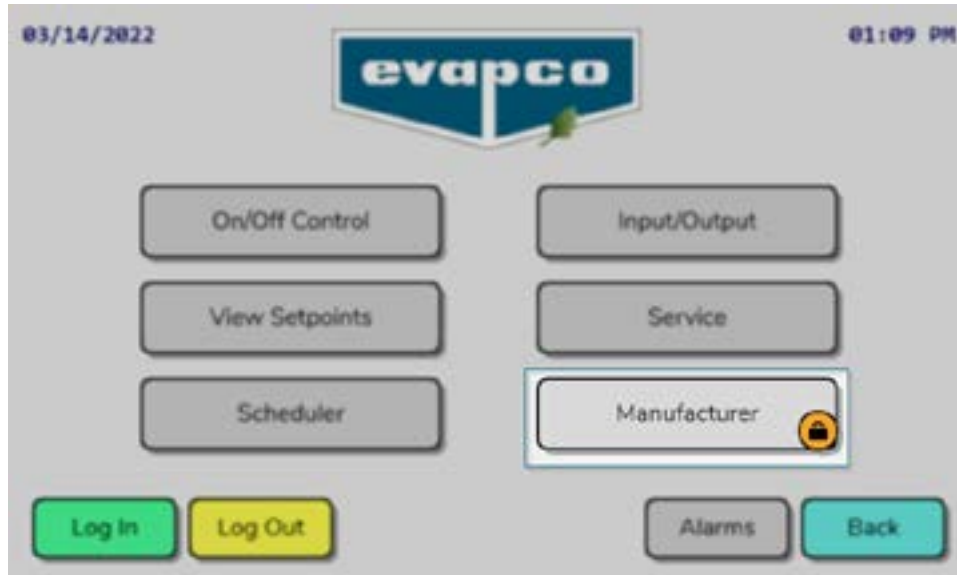 03/14/2022 01:09 PM
evapco
On/Off Control Input/Output
View Setpoints Service
Scheduler Manufacturer
Log In Log Out Alarms Back